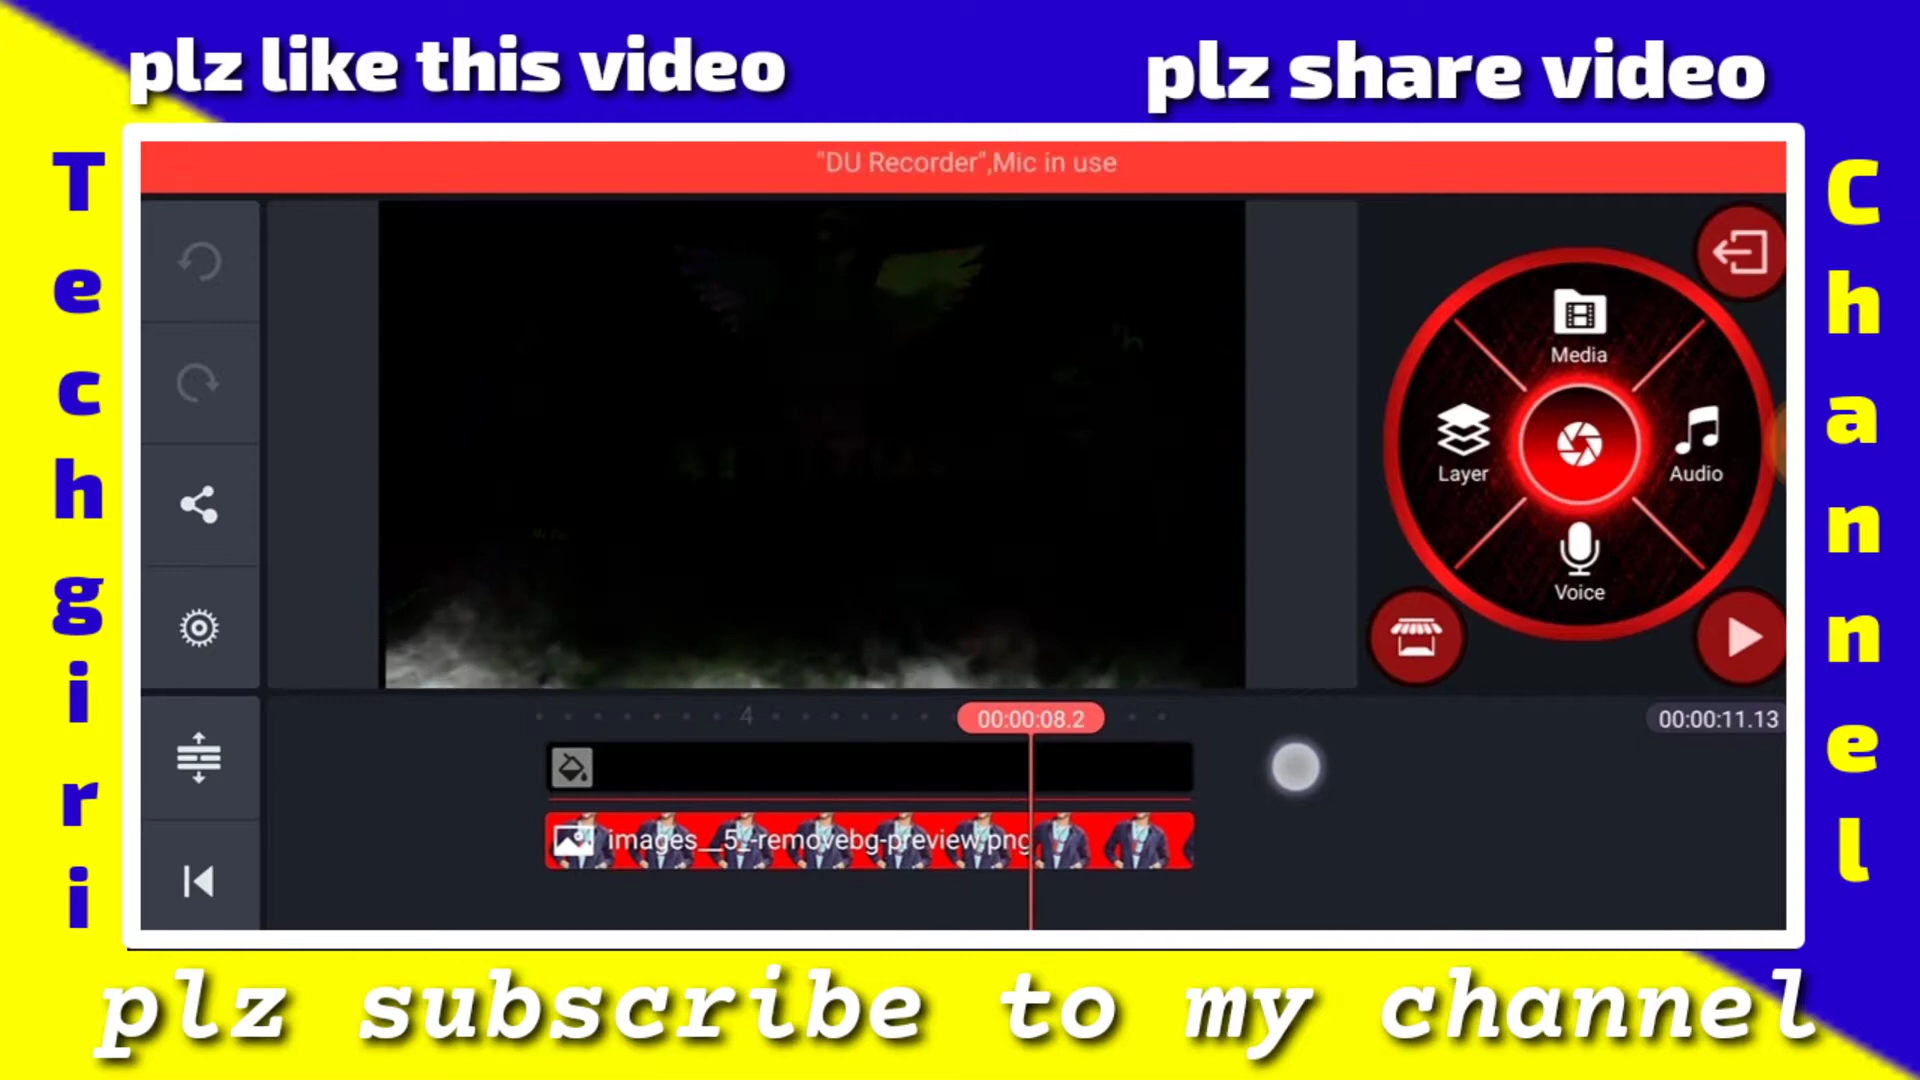 plz like this video
plz share video
Techgiri
Channel
"DU Recorder",Mic in use
Media
Layer
Audio
Voice
4
00:00:08.2
00:00:11.13
images__5_-removebg-preview.png
plz subscribe to my channel